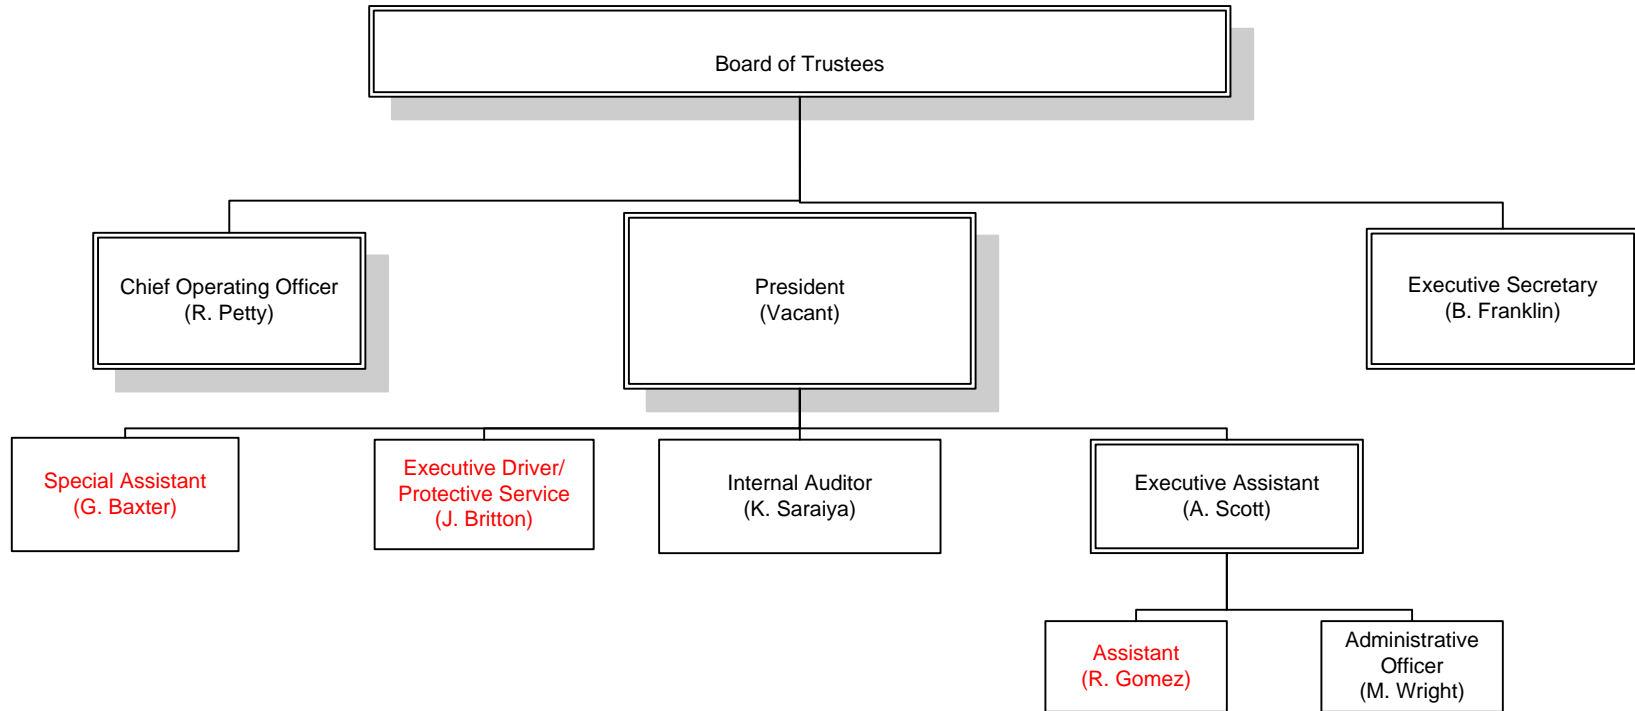 Board of Trustees
Chief Operating Officer
(R. Petty)
President
(Vacant)
Executive Secretary
(B. Franklin)
Special Assistant
(G. Baxter)
Executive Driver/
Protective Service
(J. Britton)
Internal Auditor
(K. Saraiya)
Executive Assistant
(A. Scott)
Assistant
(R. Gomez)
Administrative
Officer
(M. Wright)